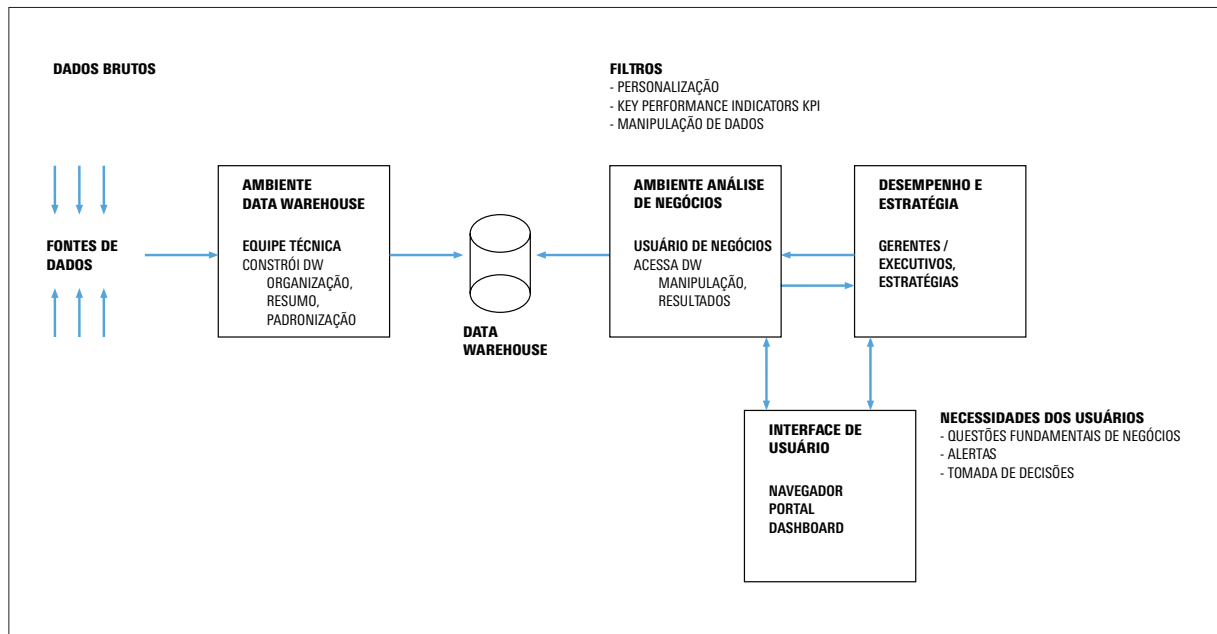 DADOS BRUTOS
FILTROS
- PERSONALIZAÇÃO
- KEY PERFORMANCE INDICATORS KPI
- MANIPULAÇÃO DE DADOS
FONTES DE
DADOS
AMBIENTE
DATA WAREHOUSE
EQUIPE TÉCNICA
CONSTRÓI DW
ORGANIZAÇÃO,
RESUMO,
PADRONIZAÇÃO
DATA
WAREHOUSE
AMBIENTE ANÁLISE
DE NEGÓCIOS
USUÁRIO DE NEGÓCIOS
ACESSA DW
MANIPULAÇÃO,
RESULTADOS
DESEMPENHO E
ESTRATÉGIA
GERENTES /
EXECUTIVOS,
ESTRATÉGIAS
INTERFACE DE
USUÁRIO
NAVEGADOR
PORTAL
DASHBOARD
NECESSIDADES DOS USUÁRIOS
- QUESTÕES FUNDAMENTAIS DE NEGÓCIOS
- ALERTAS
- TOMADA DE DECISÕES